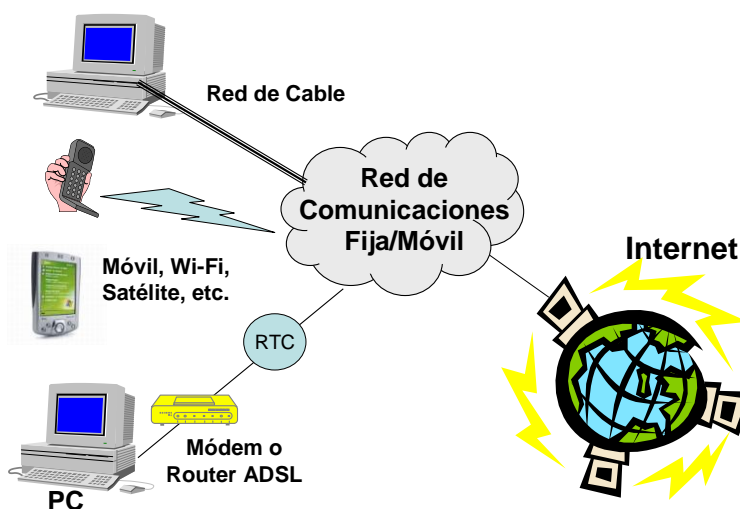 Red de Cable
Red de
Comunicaciones
Fija/Móvil
Internet
Móvil, Wi-Fi,
Satélite, etc.
RTC
Módem o
Router ADSL
PC